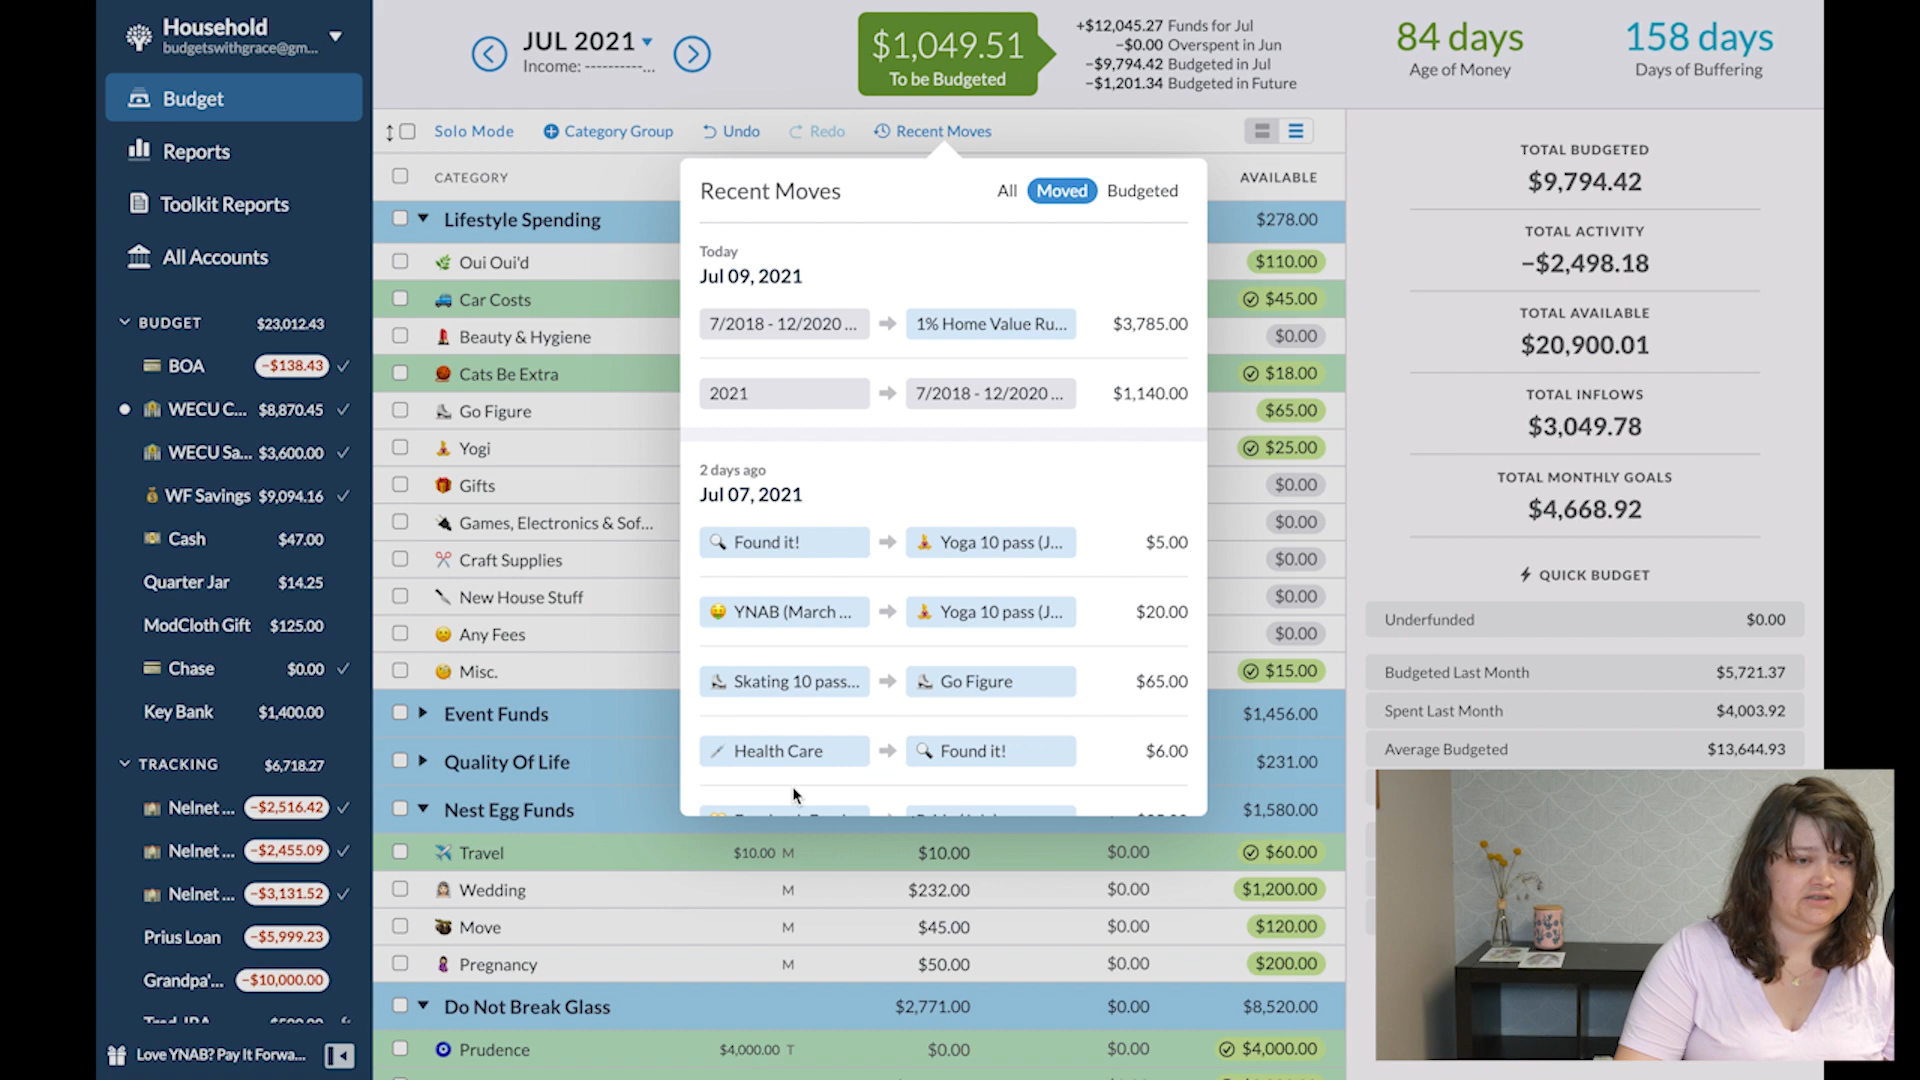 Household
budgetswithgrace@gm...
Budget
Reports
Toolkit Reports
All Accounts
BUDGET $23,012.43
BOA −$138.43
WECU C... $8,870.45
WECU Sa... $3,600.00
WF Savings $9,094.16
Cash $47.00
Quarter Jar $14.25
ModCloth Gift $125.00
Chase $0.00
Key Bank $1,400.00
TRACKING $6,718.27
Nelnet ... −$2,516.42
Nelnet ... −$2,455.09
Nelnet ... −$3,131.52
Prius Loan −$5,999.23
Grandpa'... −$10,000.00
Love YNAB? Pay It Forwa...
JUL 2021
Income: ----------...
$1,049.51
To be Budgeted
+$12,045.27 Funds for Jul
−$0.00 Overspent in Jun
−$9,794.42 Budgeted in Jul
−$1,201.34 Budgeted in Future
84 days
Age of Money
158 days
Days of Buffering
Solo Mode Category Group Undo Redo Recent Moves
CATEGORY AVAILABLE
Lifestyle Spending $278.00
Oui Oui'd $110.00
Car Costs $45.00
Beauty & Hygiene $0.00
Cats Be Extra $18.00
Go Figure $65.00
Yogi $25.00
Gifts $0.00
Games, Electronics & Sof... $0.00
Craft Supplies $0.00
New House Stuff $0.00
Any Fees $0.00
Misc. $15.00
Event Funds $1,456.00
Quality Of Life $231.00
Nest Egg Funds $1,580.00
Travel $10.00 M $10.00 $0.00 $60.00
Wedding M $232.00 $0.00 $1,200.00
Move M $45.00 $0.00 $120.00
Pregnancy M $50.00 $0.00 $200.00
Do Not Break Glass $2,771.00 $0.00 $8,520.00
Prudence $4,000.00 T $0.00 $0.00 $4,000.00
Recent Moves All Moved Budgeted
Today
Jul 09, 2021
7/2018 - 12/2020 ... 1% Home Value Ru... $3,785.00
2021 7/2018 - 12/2020 ... $1,140.00
2 days ago
Jul 07, 2021
Found it! Yoga 10 pass (J... $5.00
YNAB (March ... Yoga 10 pass (J... $20.00
Skating 10 pass... Go Figure $65.00
Health Care Found it! $6.00
TOTAL BUDGETED
$9,794.42
TOTAL ACTIVITY
−$2,498.18
TOTAL AVAILABLE
$20,900.01
TOTAL INFLOWS
$3,049.78
TOTAL MONTHLY GOALS
$4,668.92
QUICK BUDGET
Underfunded $0.00
Budgeted Last Month $5,721.37
Spent Last Month $4,003.92
Average Budgeted $13,644.93